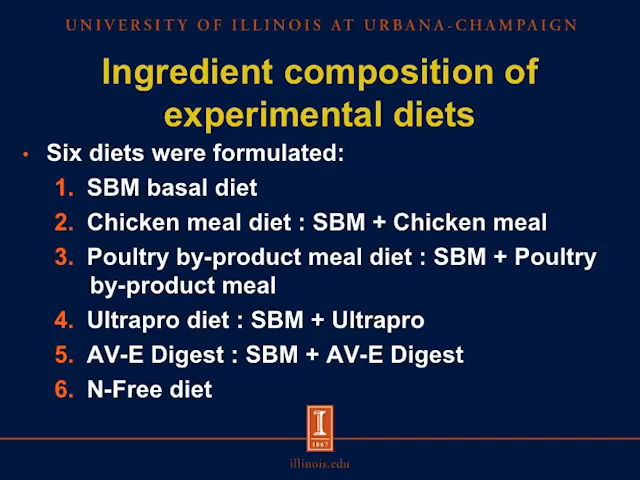 UNIVERSITY OF ILLINOIS AT URBANA-CHAMPAIGN
Ingredient composition of
experimental diets
• Six diets were formulated:
1. SBM basal diet
2. Chicken meal diet : SBM + Chicken meal
3. Poultry by-product meal diet : SBM + Poultry
by-product meal
4. Ultrapro diet : SBM + Ultrapro
5. AV-E Digest : SBM + AV-E Digest
6. N-Free diet
I
1867
illinois.edu